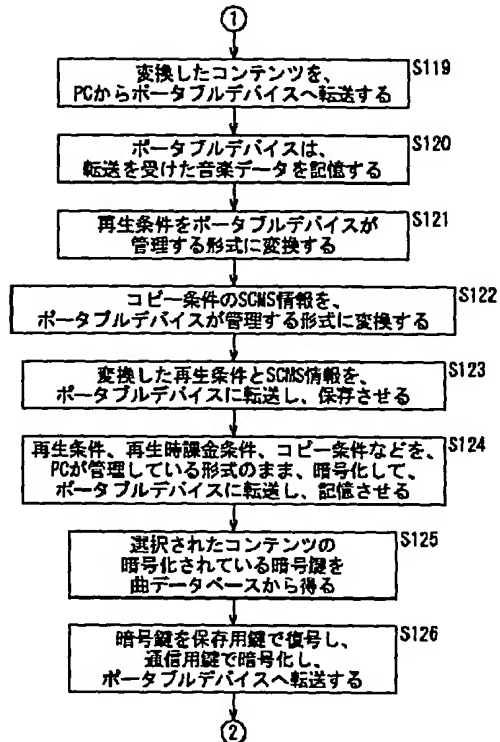 1
変換したコンテンツを、
PCからポータブルデバイスへ転送する
S119
ポータブルデバイスは、
転送を受けた音楽データを記憶する
S120
再生条件をポータブルデバイスが
管理する形式に変換する
S121
コピー条件のSCMS情報を、
ポータブルデバイスが管理する形式に変換する
S122
変換した再生条件とSCMS情報を、
ポータブルデバイスに転送し、保存させる
S123
再生条件、再生時課金条件、コピー条件などを、
PCが管理している形式のまま、暗号化して、
ポータブルデバイスに転送し、記憶させる
S124
選択されたコンテンツの
暗号化されている暗号鍵を
曲データベースから得る
S125
暗号鍵を保存用鍵で復号し、
通信用鍵で暗号化し、
ポータブルデバイスへ転送する
S126
2